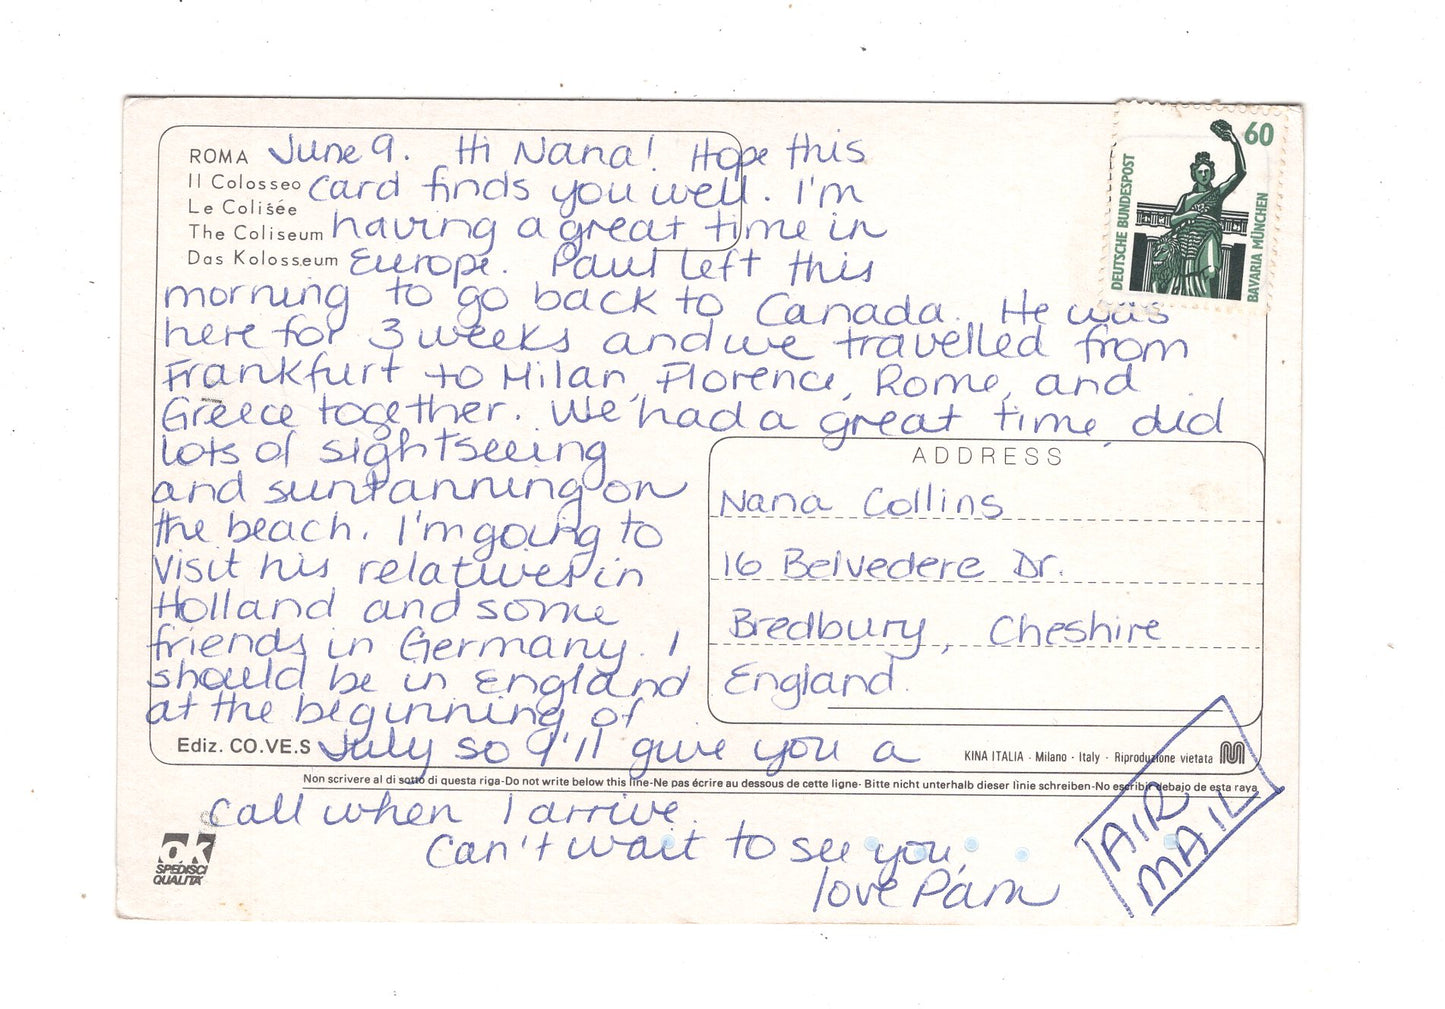 ROMA June 9. Hi Nana! Hope this
Il Colosseo card finds you well. I'm
Le Colisée
The Coliseum having a great time in
Das Kolosseum Europe. Paul left this
morning to go back to Canada. He was
here for 3 weeks and we travelled from
Frankfurt to Milan, Florence, Rome, and
Greece together. We had a great time, did
lots of sightseeing
and suntanning on
the beach. I'm going to
visit his relatives in
Holland and some
friends in Germany. I
should be in England
at the beginning of
July so I'll give you a
call when I arrive.
Can't wait to see you,
love Pam
ADDRESS
Nana Collins
16 Belvedere Dr.
Bredbury, Cheshire
England.
60
DEUTSCHE BUNDESPOST
BAVARIA MÜNCHEN
Ediz. CO.VE.S
KINA ITALIA - Milano - Italy - Riproduzione vietata
Non scrivere al di sotto di questa riga-Do not write below this line-Ne pas écrire au dessous de cette ligne- Bitte nicht unterhalb dieser linie schreiben-No escribir debajo de esta raya
ok
SPEDISCI
QUALITA'
AIR
MAIL